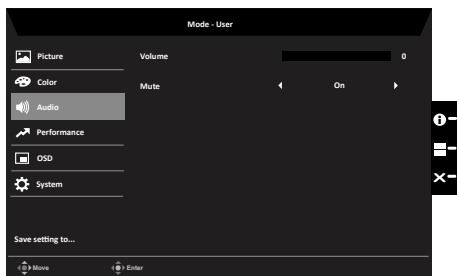 Mode - User
Picture
Volume 0
Color
Mute On
Audio
Performance
OSD
System
Save setting to...
Move Enter